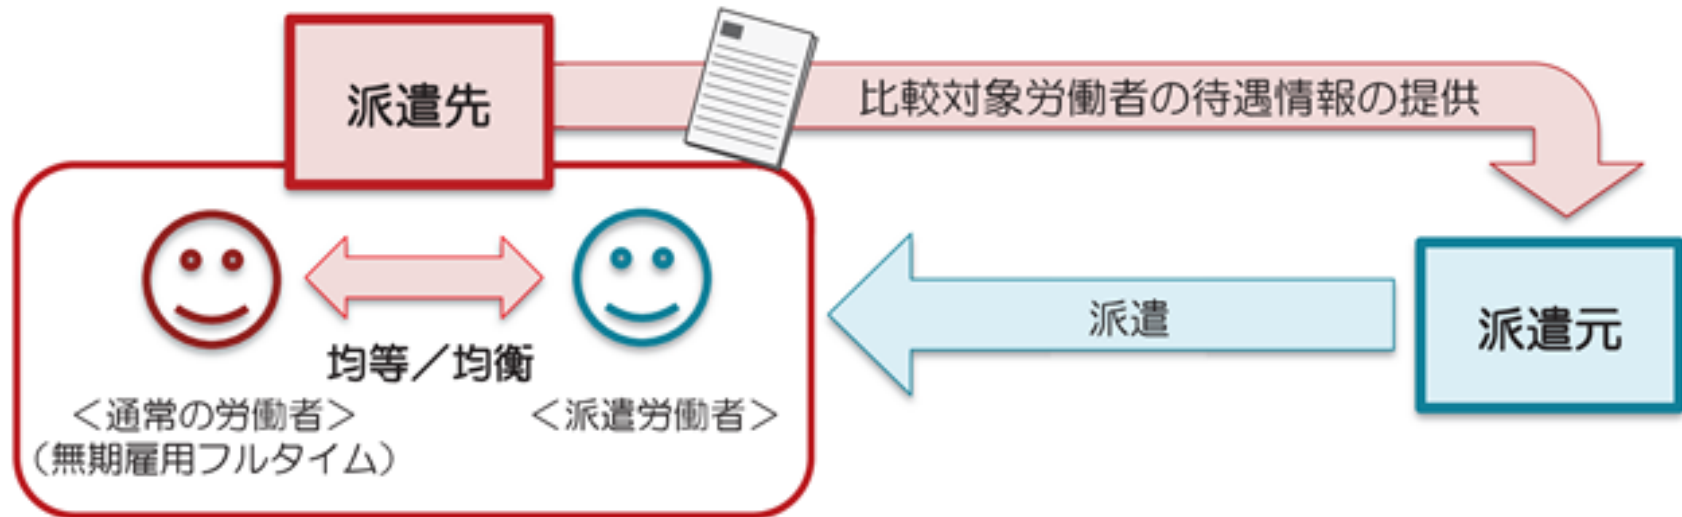 派遣先
比較対象労働者の待遇情報の提供
派遣
派遣元
均等／均衡
＜通常の労働者＞
（無期雇用フルタイム）
＜派遣労働者＞